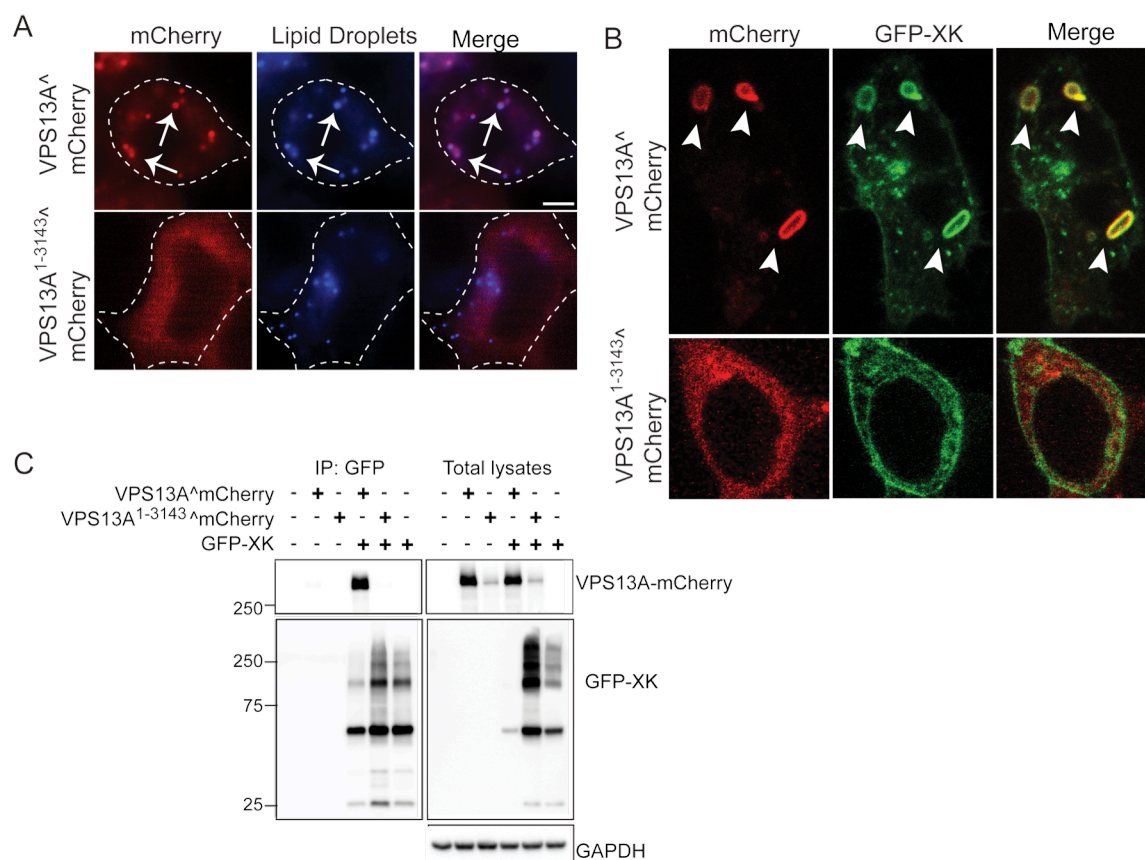 A
mCherry Lipid Droplets Merge
VPS13A^
mCherry
VPS13A1-3143^
mCherry
B
mCherry GFP-XK Merge
VPS13A^
mCherry
VPS13A1-3143^
mCherry
C
IP: GFP Total lysates
VPS13A^mCherry - + - + - - - + - + - -
VPS13A1-3143^mCherry - - + - + - - - + - + -
GFP-XK - - - + + + - - - + + +
250 VPS13A-mCherry
250 GFP-XK
75
25
GAPDH